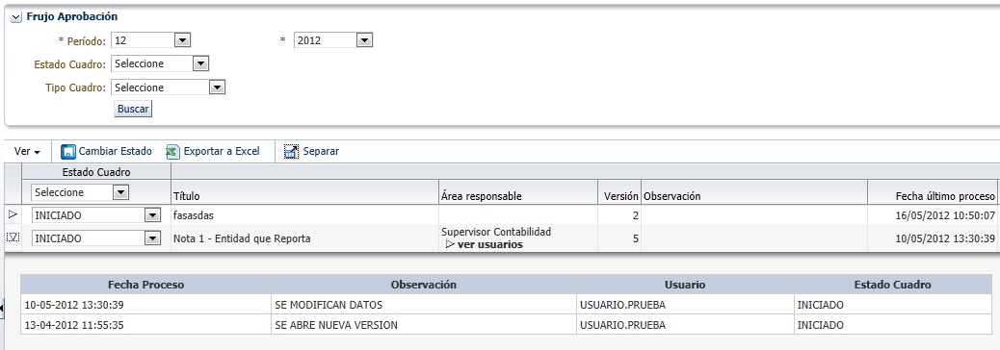 Frujo Aprobación
* Período: 12 * 2012
Estado Cuadro: Seleccione
Tipo Cuadro: Seleccione
Buscar
Ver Cambiar Estado Exportar a Excel Separar
Estado Cuadro
Seleccione Título Área responsable Versión Observación Fecha último proceso
INICIADO fasasdas 2 16/05/2012 10:50:07
INICIADO Nota 1 - Entidad que Reporta Supervisor Contabilidad 5 10/05/2012 13:30:39
ver usuarios
Fecha Proceso Observación Usuario Estado Cuadro
10-05-2012 13:30:39 SE MODIFICAN DATOS USUARIO.PRUEBA INICIADO
13-04-2012 11:55:35 SE ABRE NUEVA VERSION USUARIO.PRUEBA INICIADO